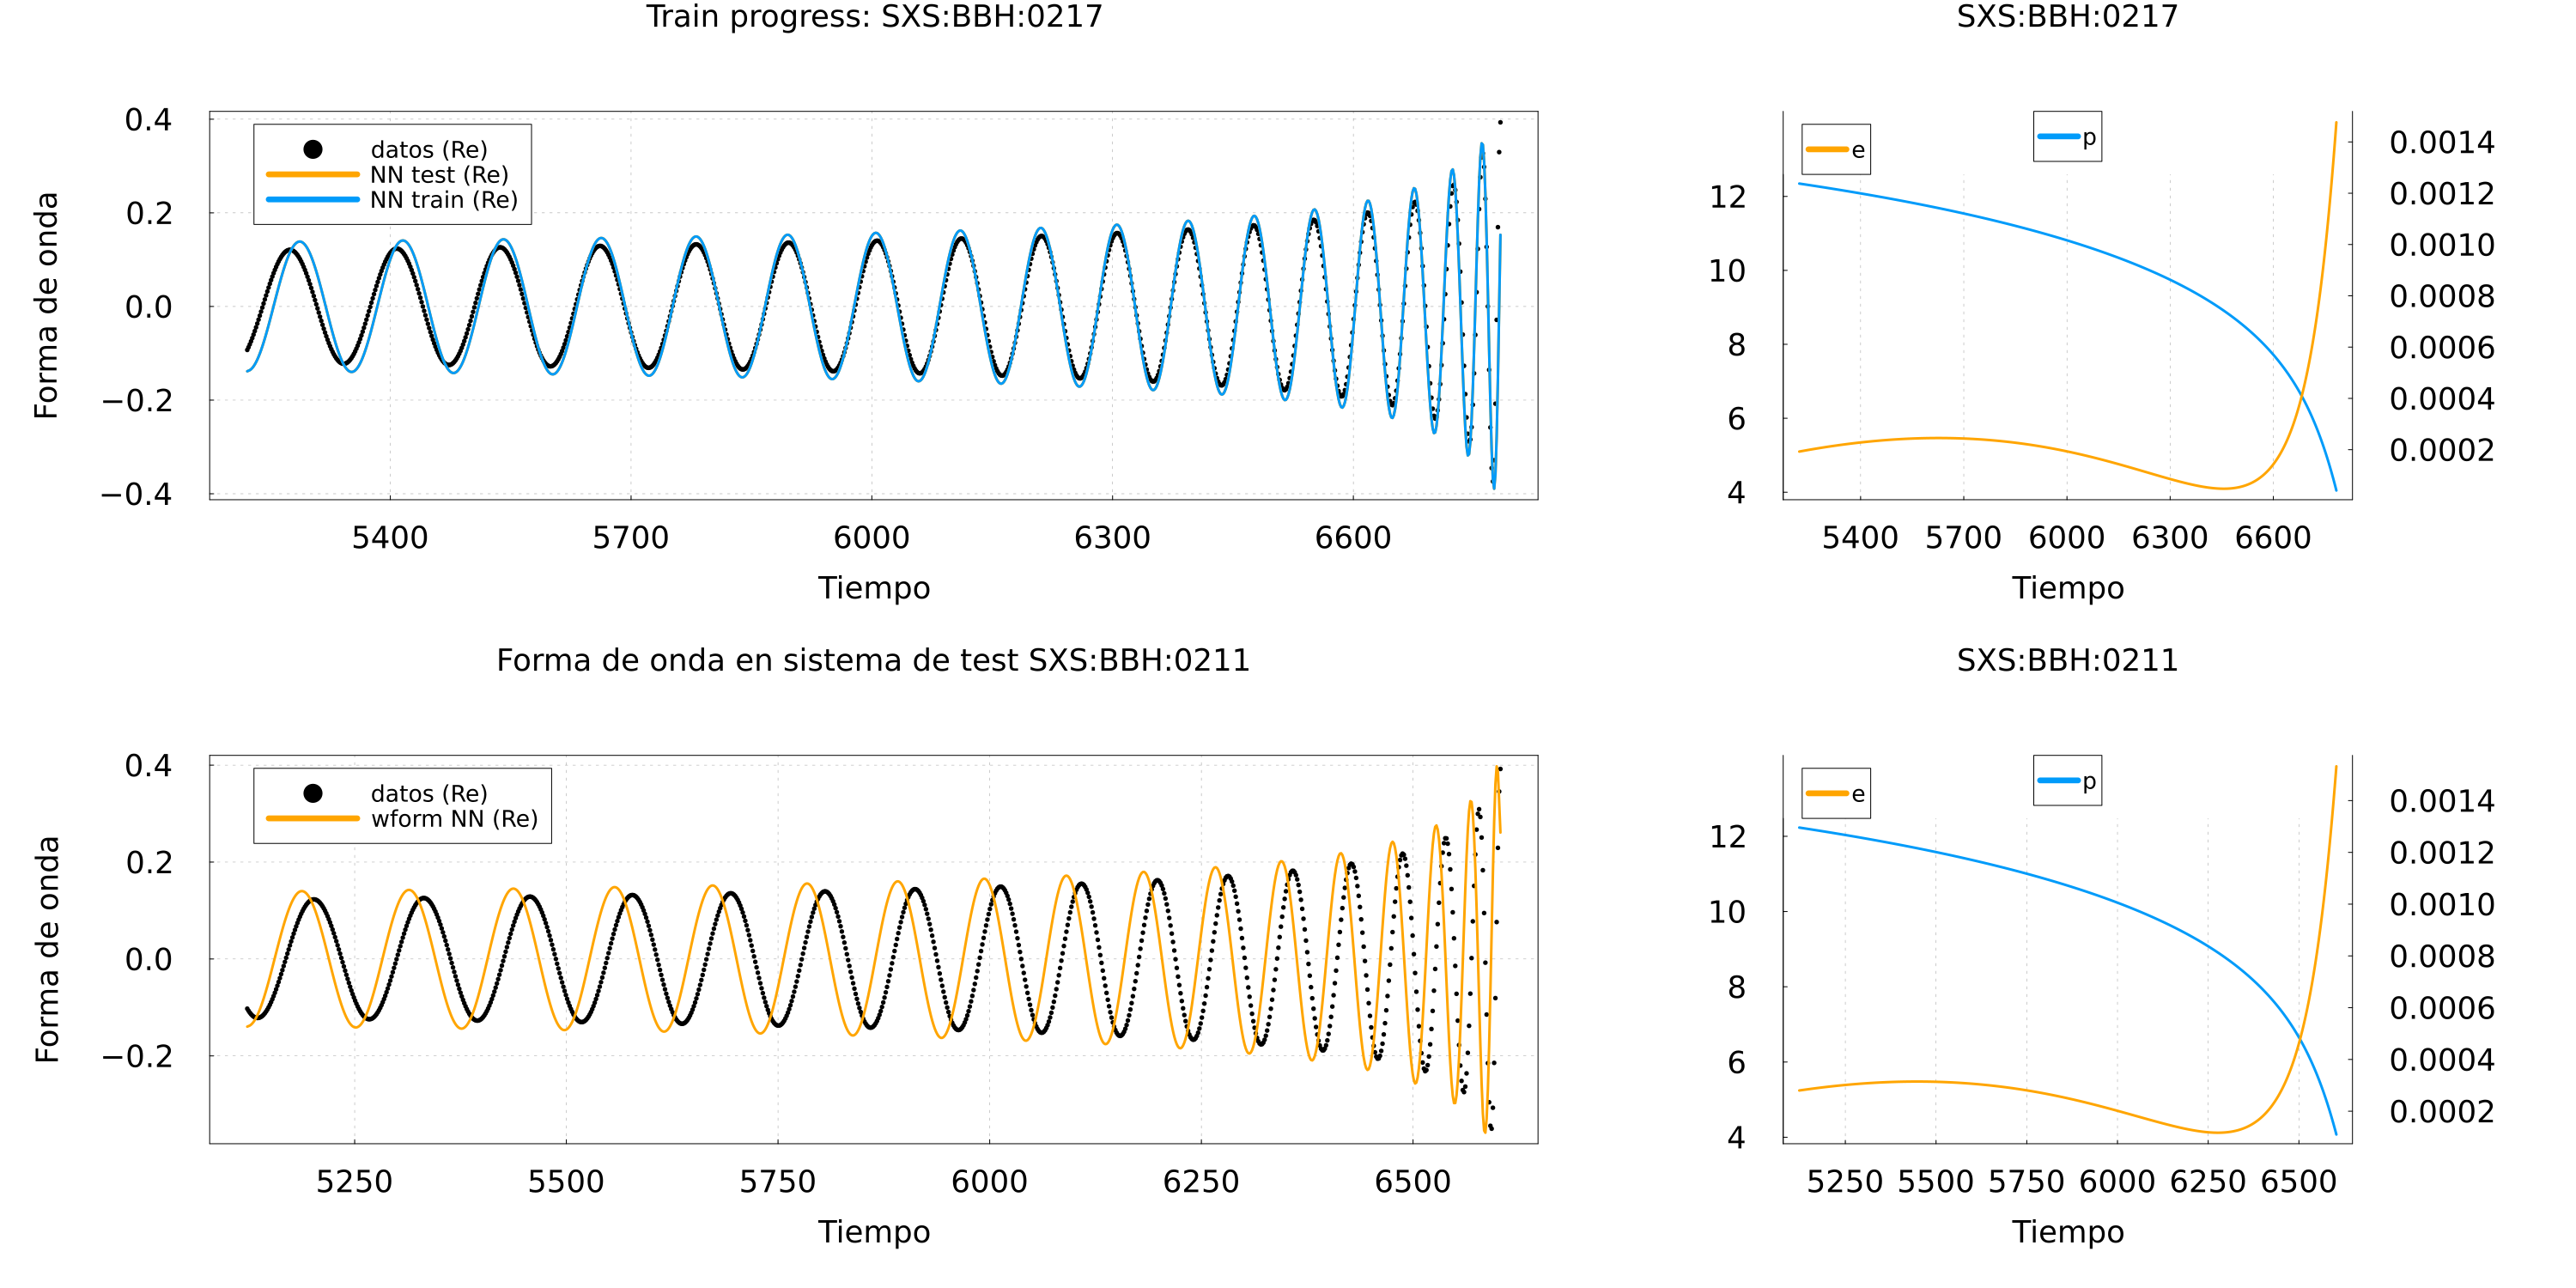 Train progress: SXS:BBH:0217
Forma de onda
0.4
0.2
0.0
−0.2
−0.4
datos (Re)
NN test (Re)
NN train (Re)
5400 5700 6000 6300 6600
Tiempo
SXS:BBH:0217
12
10
8
6
4
e
p
0.0014
0.0012
0.0010
0.0008
0.0006
0.0004
0.0002
5400 5700 6000 6300 6600
Tiempo
Forma de onda en sistema de test SXS:BBH:0211
Forma de onda
0.4
0.2
0.0
−0.2
datos (Re)
wform NN (Re)
5250 5500 5750 6000 6250 6500
Tiempo
SXS:BBH:0211
12
10
8
6
4
e
p
0.0014
0.0012
0.0010
0.0008
0.0006
0.0004
0.0002
5250 5500 5750 6000 6250 6500
Tiempo